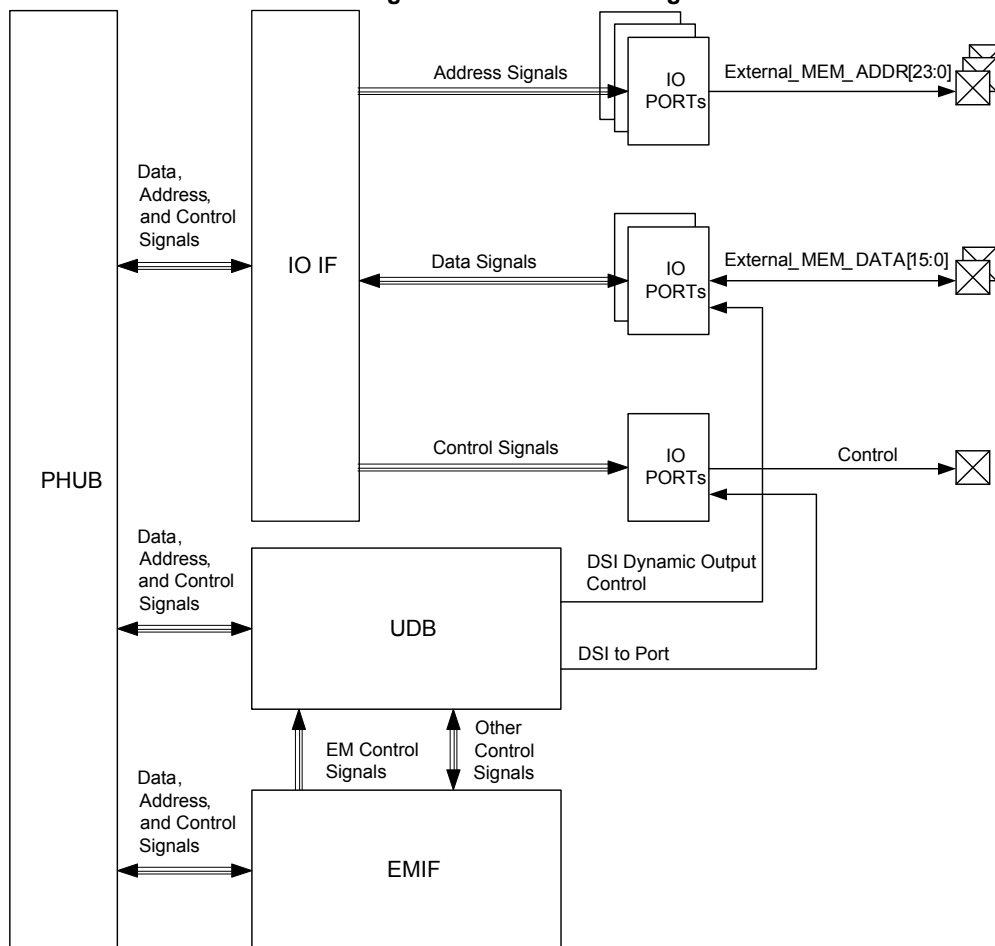 Address Signals
IO
PORTs
External_MEM_ADDR[23:0]
Data,
Address,
and Control
Signals
IO IF
Data Signals
IO
PORTs
External_MEM_DATA[15:0]
Control Signals
IO
PORTs
Control
PHUB
Data,
Address,
and Control
Signals
UDB
DSI Dynamic Output
Control
DSI to Port
EM Control
Signals
Other
Control
Signals
Data,
Address,
and Control
Signals
EMIF